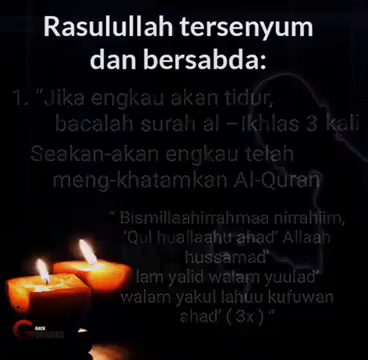 Rasulullah tersenyum
dan bersabda:
1. "Jika engkau akan tidur,
bacalah surah al –Ikhlas 3 kali
Seakan-akan engkau telah
meng-khatamkan Al-Quran
" Bismillaahirrahmaa nirrahiim,
'Qul huallaahu ahad' Allaah
hussamad'
lam yalid walam yuulad'
walam yakul lahuu kufuwan
ahad' ( 3x ) "